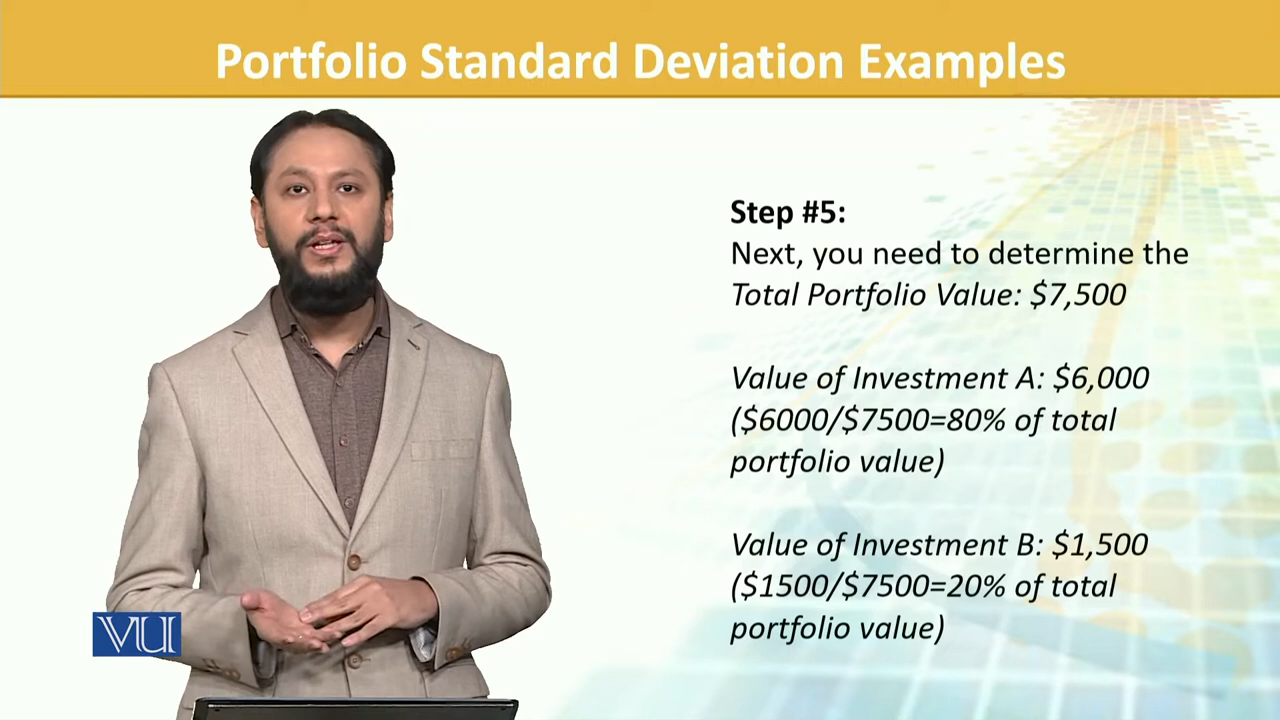 Portfolio Standard Deviation Examples
Step #5:
Next, you need to determine the
Total Portfolio Value: $7,500
Value of Investment A: $6,000
($6000/$7500=80% of total
portfolio value)
Value of Investment B: $1,500
($1500/$7500=20% of total
portfolio value)
VU